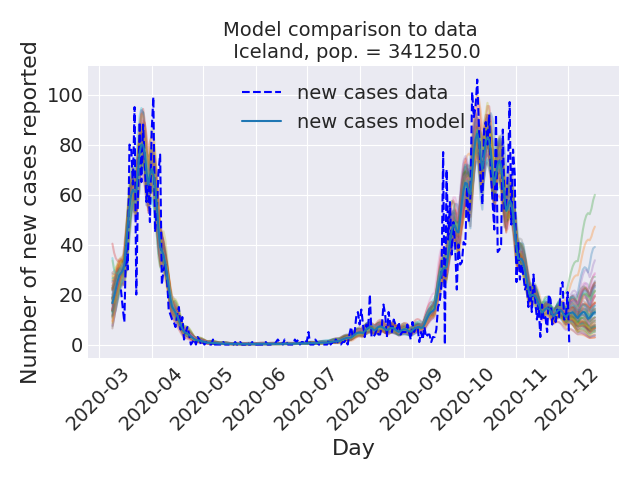 Model comparison to data
Iceland, pop. = 341250.0
Number of new cases reported
100
80
60
40
20
0
new cases data
new cases model
2020-03
2020-04
2020-05
2020-06
2020-07
2020-08
2020-09
2020-10
2020-11
2020-12
Day